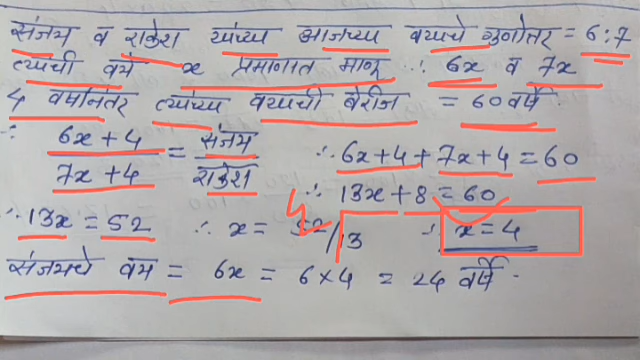 संजय व राकेश यांच्या आजच्या वयाचे गुणोत्तर = 6:7
त्यांची वये x प्रमाणात मानू ∴ 6x व 7x
4 वर्षानंतर त्यांच्या वयाची बेरीज = 60 वर्षे
∴ 6x+4 / 7x+4 = संजय / राकेश ∴ 6x+4+7x+4 = 60
∴ 13x+8 = 60
∴ 13x = 52 ∴ x = 52/13 ∴ x = 4
संजयचे वय = 6x = 6×4 = 24 वर्षे.